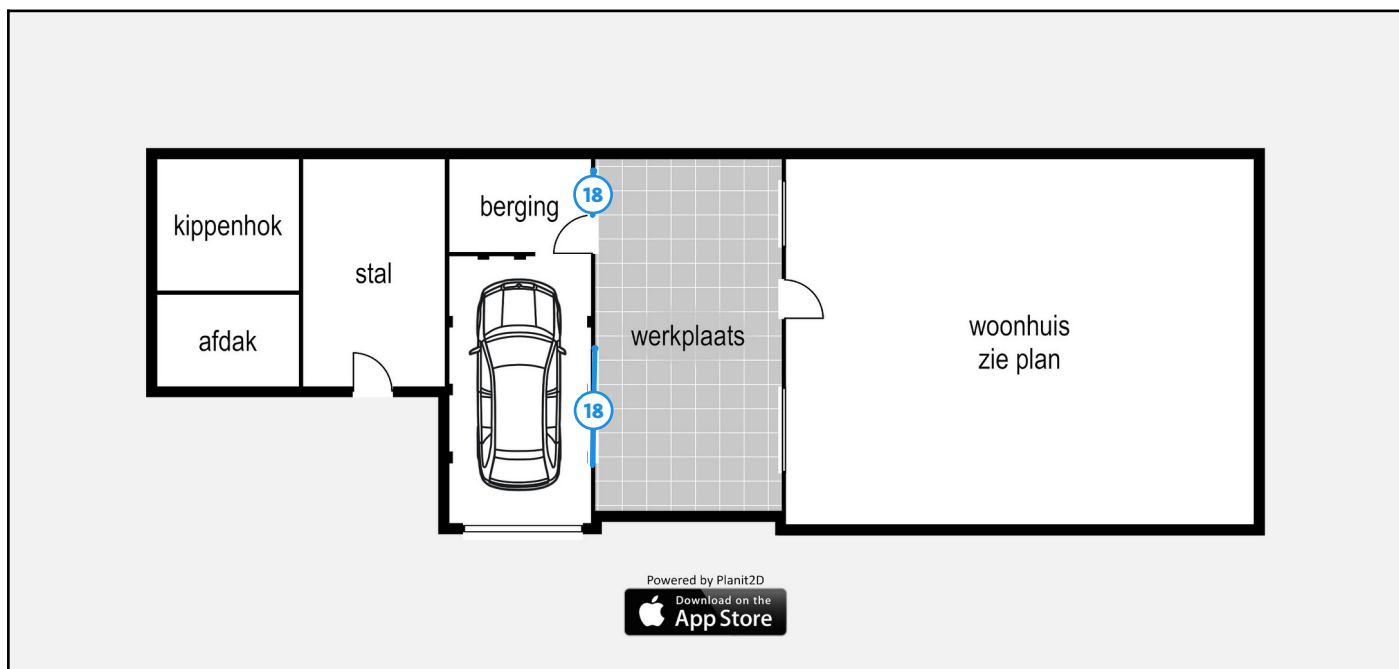 18
berging
kippenhok
stal
afdak
werkplaats
woonhuis
zie plan
18
Powered by Planit2D
Download on the
App Store